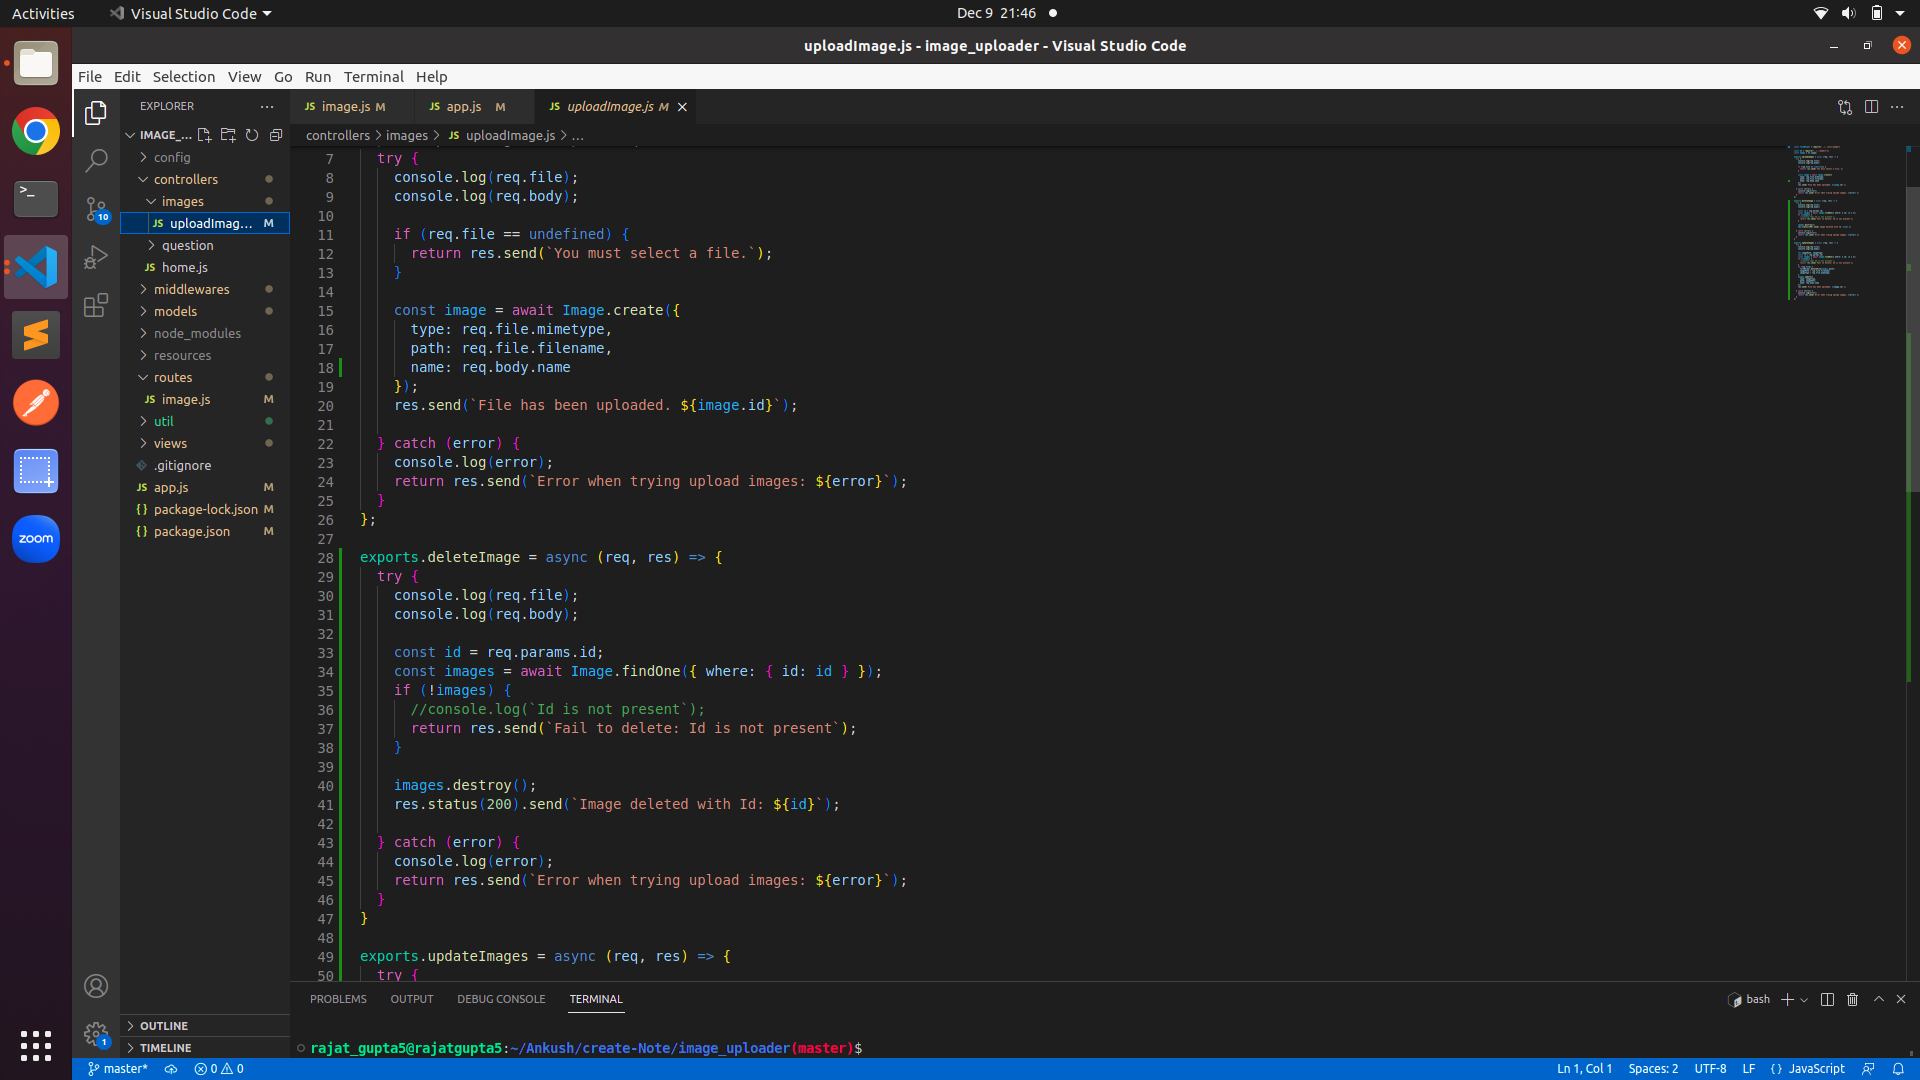 Activities
Visual Studio Code
Dec 9 21:46
uploadImage.js - image_uploader - Visual Studio Code
File Edit Selection View Go Run Terminal Help
EXPLORER
IMAGE_...
config
controllers
images
uploadImag... M
question
home.js
middlewares
models
node_modules
resources
routes
image.js M
util
views
.gitignore
app.js M
package-lock.json M
package.json M
OUTLINE
TIMELINE
10
1
>_
zoom
JS image.js M
JS app.js M
JS uploadImage.js M
controllers > images > JS uploadImage.js > ...
7 try {
8 console.log(req.file);
9 console.log(req.body);
10
11 if (req.file == undefined) {
12 return res.send(`You must select a file.`);
13 }
14
15 const image = await Image.create({
16 type: req.file.mimetype,
17 path: req.file.filename,
18 name: req.body.name
19 });
20 res.send(`File has been uploaded. ${image.id}`);
21
22 } catch (error) {
23 console.log(error);
24 return res.send(`Error when trying upload images: ${error}`);
25 }
26 };
27
28 exports.deleteImage = async (req, res) => {
29 try {
30 console.log(req.file);
31 console.log(req.body);
32
33 const id = req.params.id;
34 const images = await Image.findOne({ where: { id: id } });
35 if (!images) {
36 //console.log(`Id is not present`);
37 return res.send(`Fail to delete: Id is not present`);
38 }
39
40 images.destroy();
41 res.status(200).send(`Image deleted with Id: ${id}`);
42
43 } catch (error) {
44 console.log(error);
45 return res.send(`Error when trying upload images: ${error}`);
46 }
47 }
48
49 exports.updateImages = async (req, res) => {
50 try {
PROBLEMS OUTPUT DEBUG CONSOLE TERMINAL
bash
rajat_gupta5@rajatgupta5:~/Ankush/create-Note/image_uploader(master)$
master* 0 0
Ln 1, Col 1 Spaces: 2 UTF-8 LF {} JavaScript